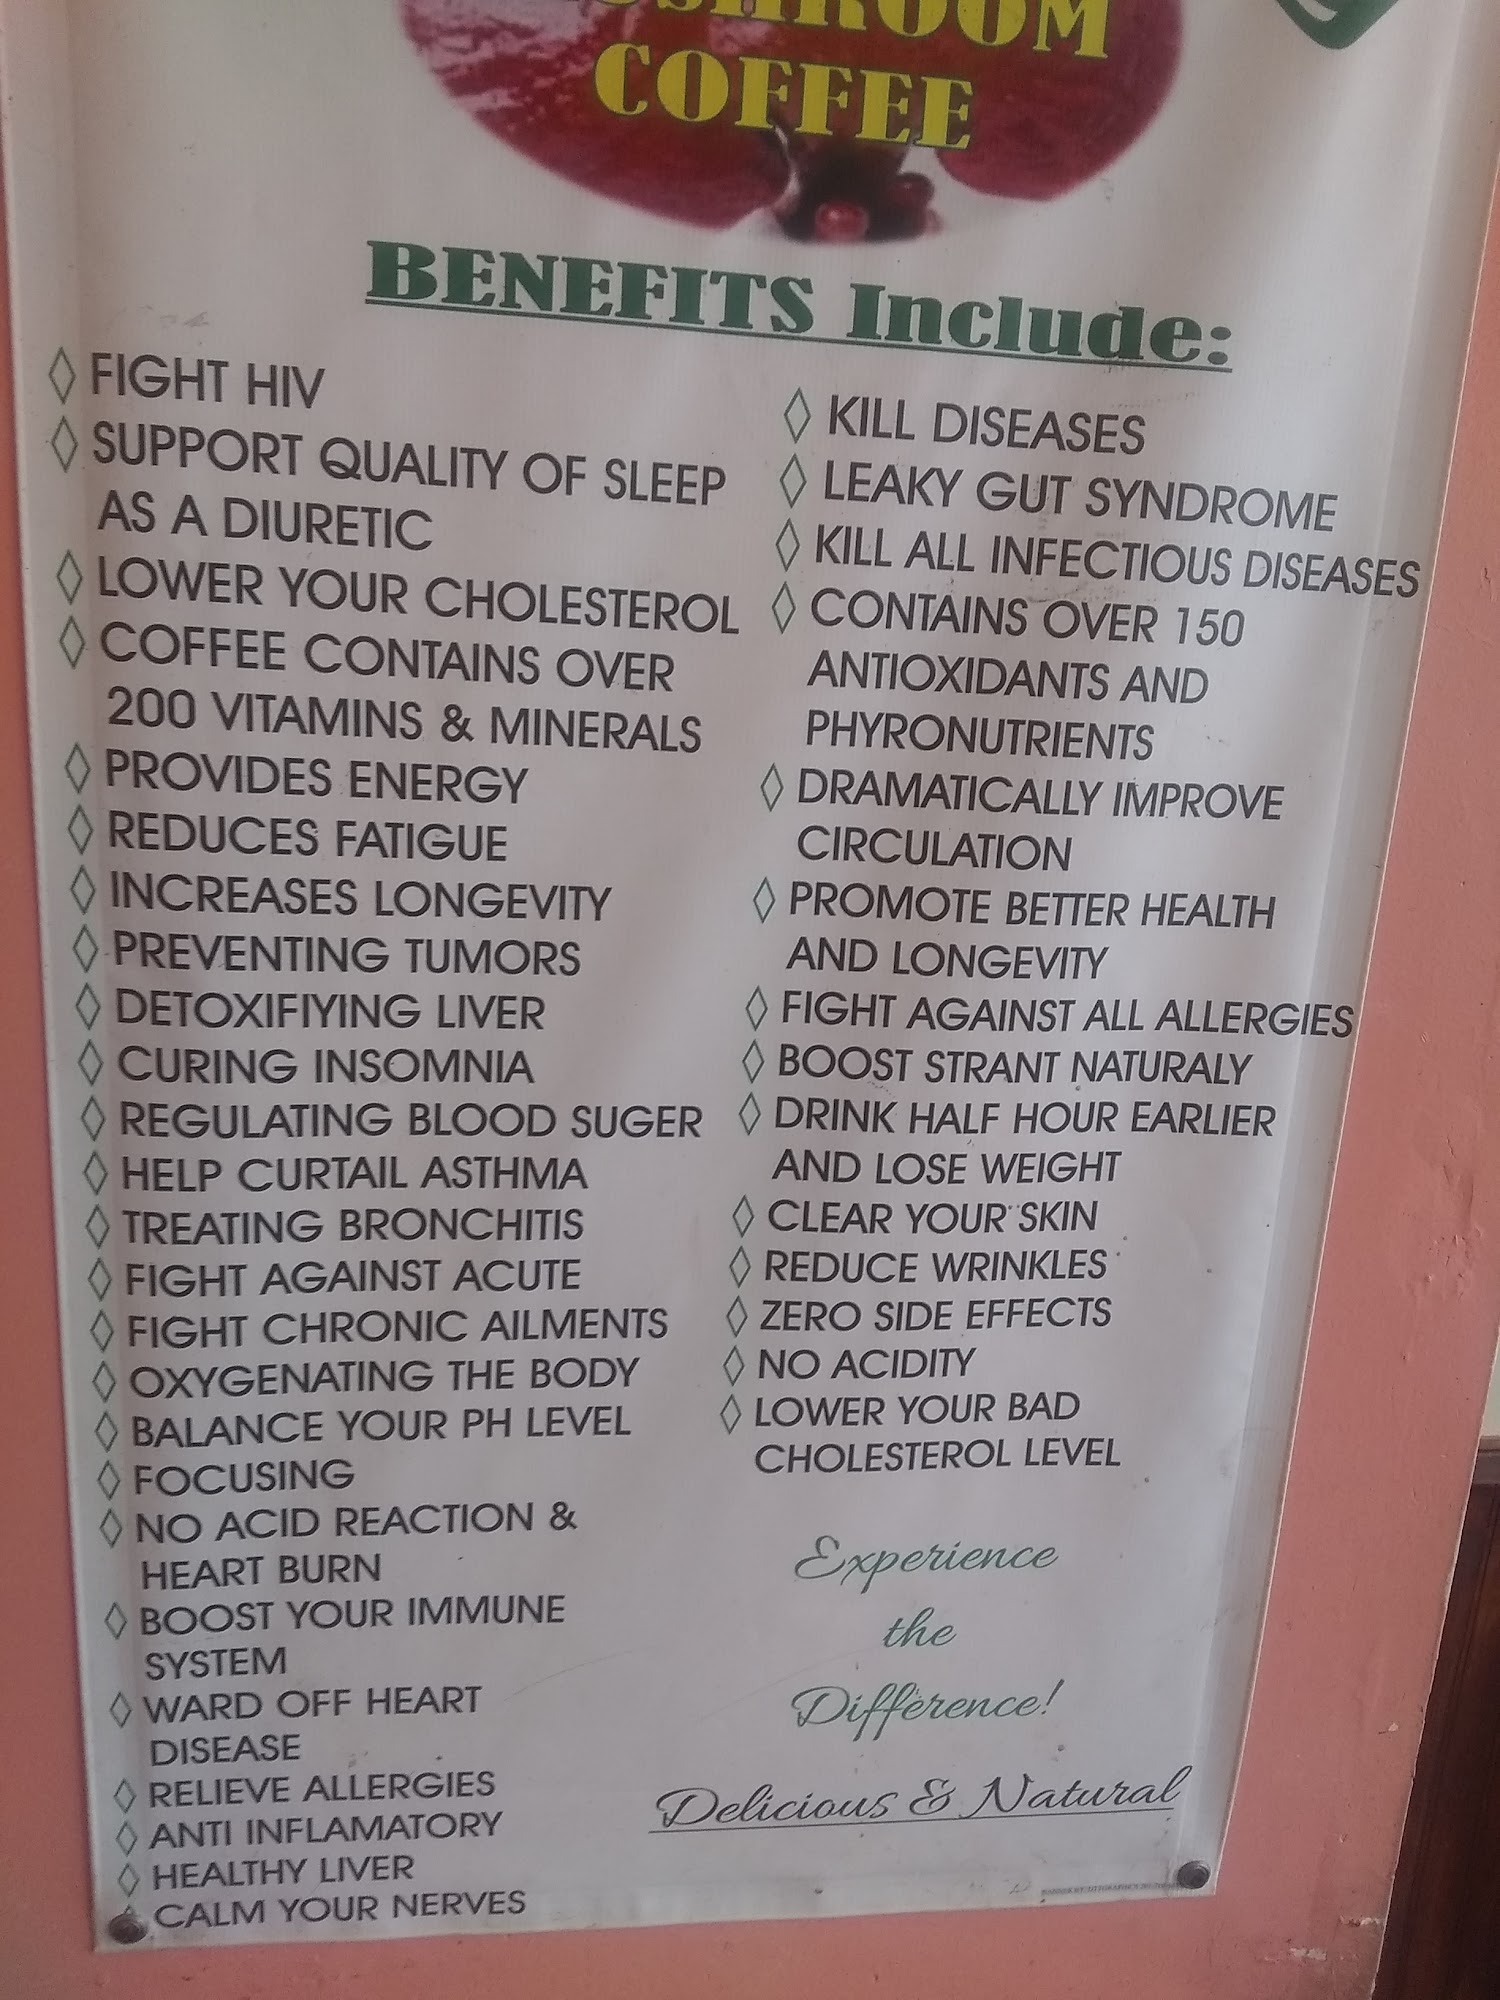 COFFEE
BENEFITS Include:
FIGHT HIV
SUPPORT QUALITY OF SLEEP
AS A DIURETIC
LOWER YOUR CHOLESTEROL
COFFEE CONTAINS OVER
200 VITAMINS & MINERALS
PROVIDES ENERGY
REDUCES FATIGUE
INCREASES LONGEVITY
PREVENTING TUMORS
DETOXIFIYING LIVER
CURING INSOMNIA
REGULATING BLOOD SUGER
HELP CURTAIL ASTHMA
TREATING BRONCHITIS
FIGHT AGAINST ACUTE
FIGHT CHRONIC AILMENTS
OXYGENATING THE BODY
BALANCE YOUR PH LEVEL
FOCUSING
NO ACID REACTION &
HEART BURN
BOOST YOUR IMMUNE
SYSTEM
WARD OFF HEART
DISEASE
RELIEVE ALLERGIES
ANTI INFLAMATORY
HEALTHY LIVER
CALM YOUR NERVES
KILL DISEASES
LEAKY GUT SYNDROME
KILL ALL INFECTIOUS DISEASES
CONTAINS OVER 150
ANTIOXIDANTS AND
PHYRONUTRIENTS
DRAMATICALLY IMPROVE
CIRCULATION
PROMOTE BETTER HEALTH
AND LONGEVITY
FIGHT AGAINST ALL ALLERGIES
BOOST STRANT NATURALY
DRINK HALF HOUR EARLIER
AND LOSE WEIGHT
CLEAR YOUR SKIN
REDUCE WRINKLES
ZERO SIDE EFFECTS
NO ACIDITY
LOWER YOUR BAD
CHOLESTEROL LEVEL
Experience
the
Difference!
Delicious & Natural